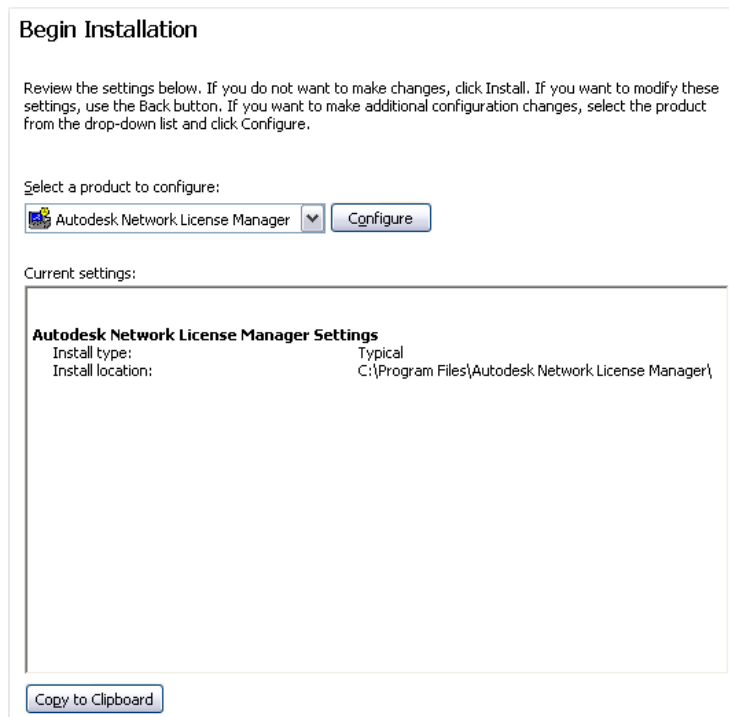 Begin Installation
Review the settings below. If you do not want to make changes, click Install. If you want to modify these
settings, use the Back button. If you want to make additional configuration changes, select the product
from the drop-down list and click Configure.
Select a product to configure:
Autodesk Network License Manager Configure
Current settings:
Autodesk Network License Manager Settings
Install type: Typical
Install location: C:\Program Files\Autodesk Network License Manager\
Copy to Clipboard